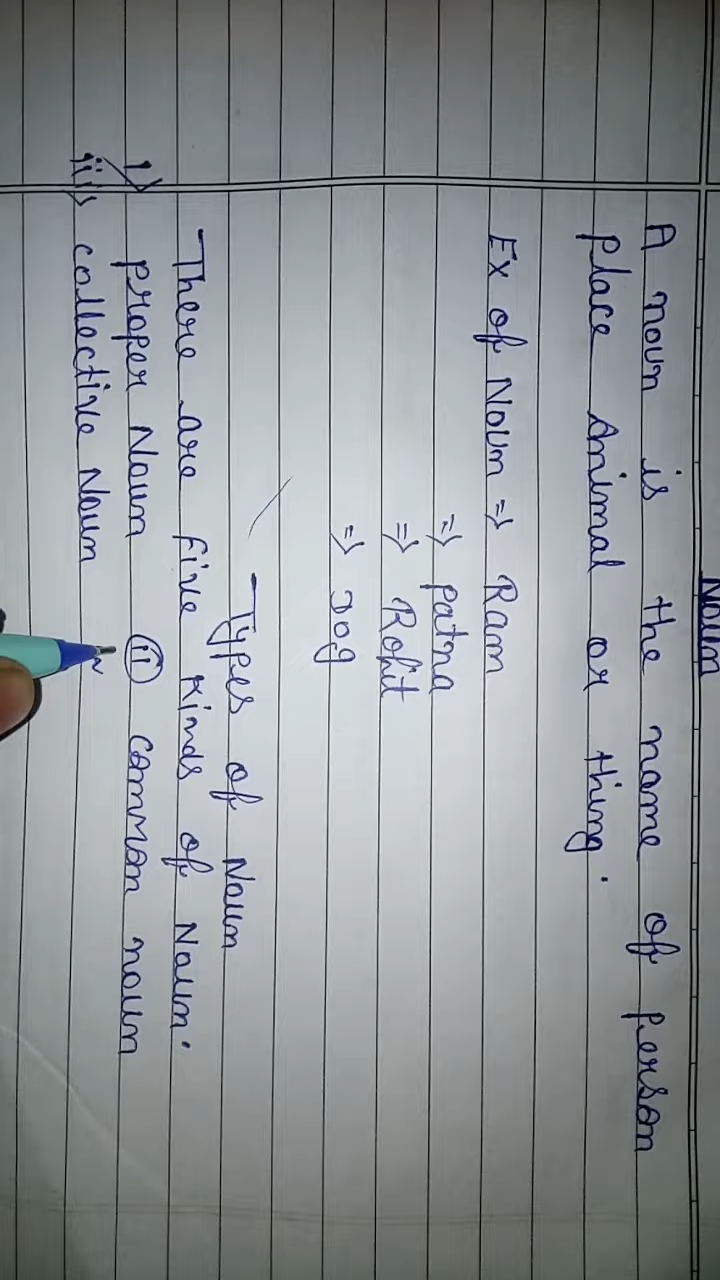 Noun
A noun is the name of person
place Animal or thing.
Ex of Noun => Ram
=> patna
=> Rohit
=> Dog
Types of Noun
There are five kinds of Noun.
i> proper Noun (ii) common noun
iii> collective Noun